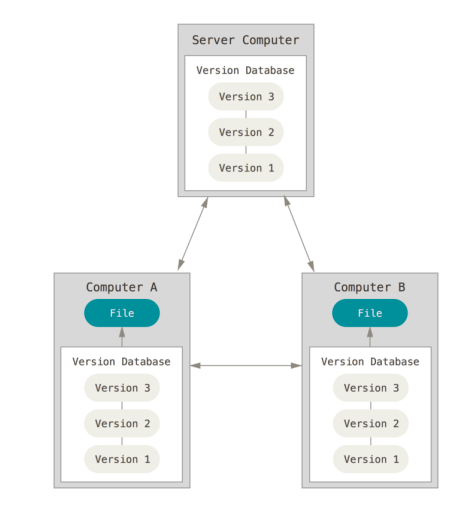 Server Computer
Version Database
Version 3
Version 2
Version 1
Computer A
File
Version Database
Version 3
Version 2
Version 1
Computer B
File
Version Database
Version 3
Version 2
Version 1